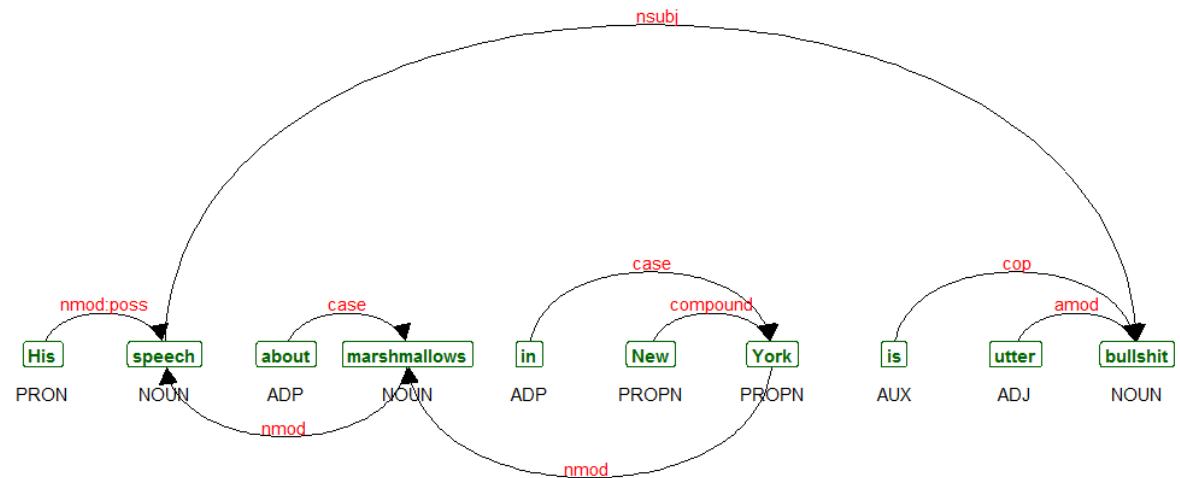 nsubj
case cop
nmod:poss case compound amod
His speech about marshmallows in New York is utter bullshit
PRON NOUN ADP NOUN ADP PROPN PROPN AUX ADJ NOUN
nmod
nmod